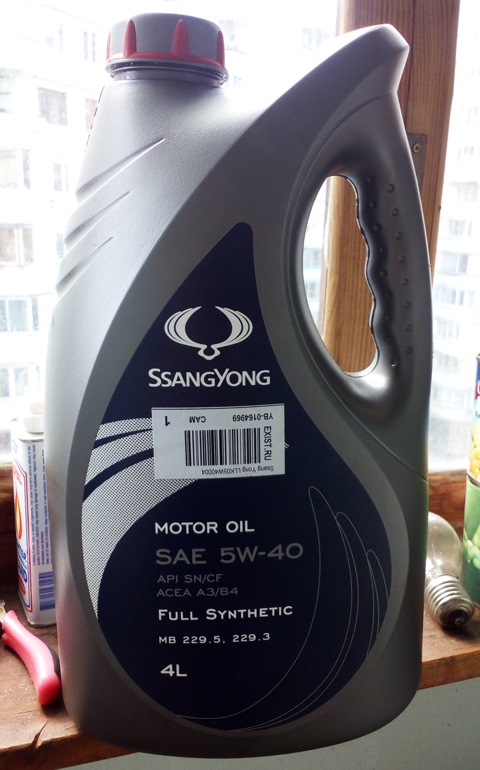 SSANGYONG
EXIST.RU
YB-0164969
CAM 1
Ssang Yong LLK05W40004
MOTOR OIL
SAE 5W-40
API SN/CF
ACEA A3/B4
FULL SYNTHETIC
MB 229.5, 229.3
4L